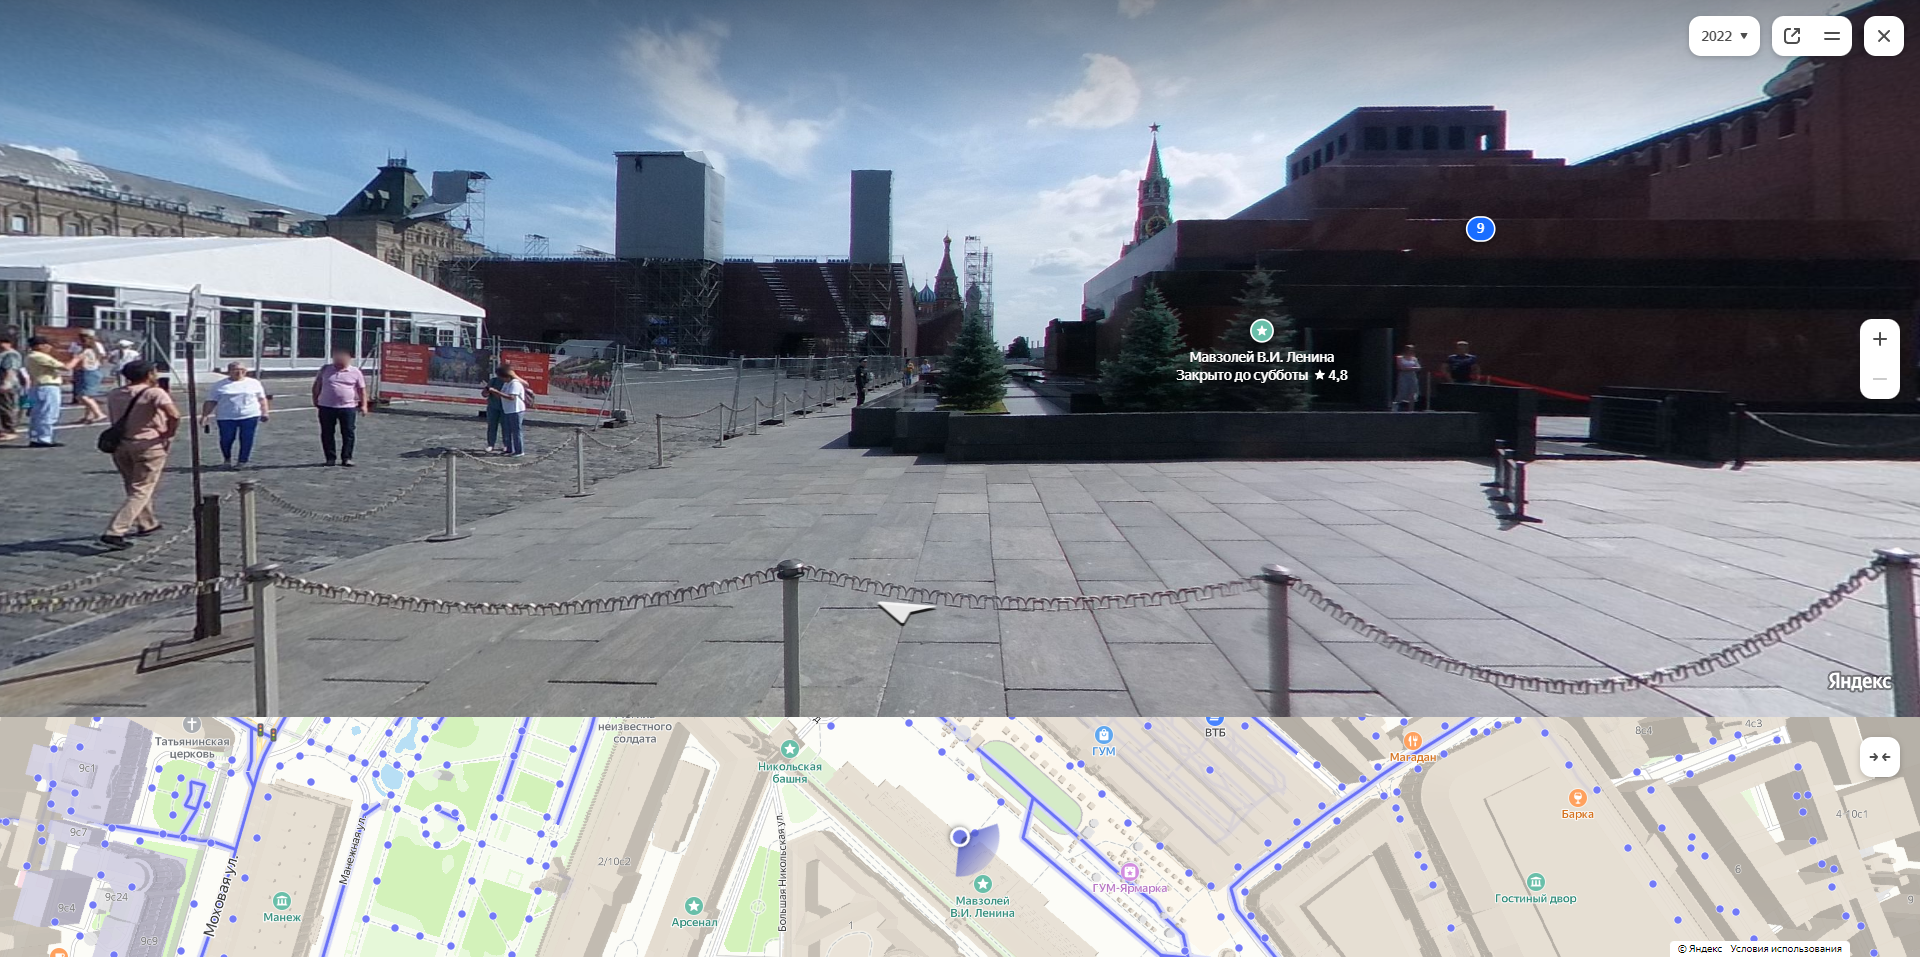 2022
9
Мавзолей В.И. Ленина
Закрыто до субботы ★ 4,8
Яндекс
Татьянинская
церковь
9с1
9с7
9с24
9с4
9с9
Моховая ул.
Манежная ул.
Манеж
неизвестного
солдата
2/10с2
Никольская
башня
Арсенал
Большая Никольская ул.
1
Мавзолей
В.И. Ленина
ГУМ
ГУМ-Ярмарка
ВТБ
Магадан
Барка
Гостиный двор
8с4
4с3
4 10с1
6
9
© Яндекс Условия использования